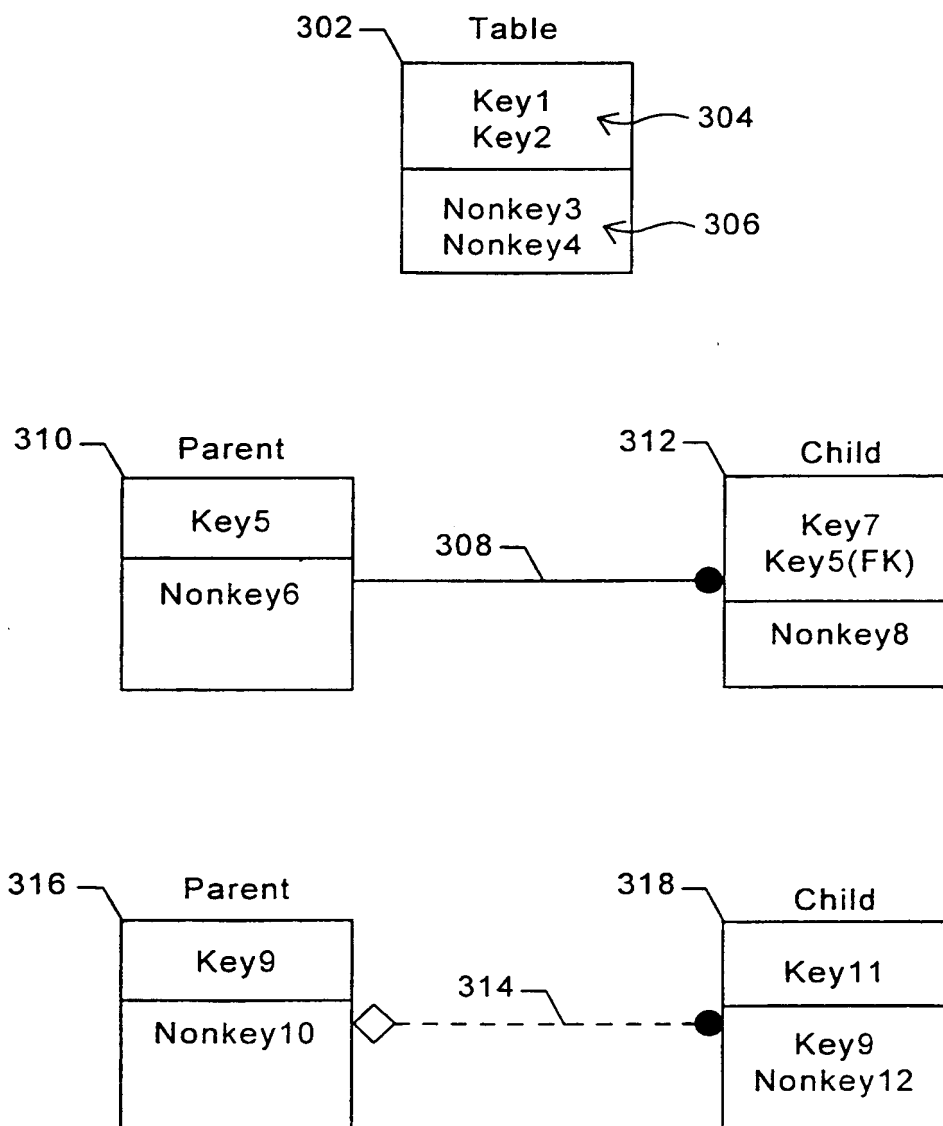 302
Table
Key1
Key2
304
Nonkey3
Nonkey4
306
310
Parent
Key5
Nonkey6
308
312
Child
Key7
Key5(FK)
Nonkey8
316
Parent
Key9
Nonkey10
314
318
Child
Key11
Key9
Nonkey12